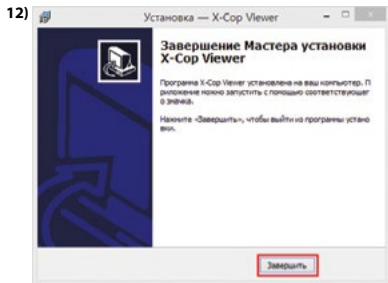 12)
Установка — X-Cop Viewer
Завершение Мастера установки
X-Cop Viewer
Программа X-Cop Viewer установлена на ваш компьютер. П
риложение можно запустить с помощью соответствующег
о значка.
Нажмите «Завершить», чтобы выйти из программы устано
вки.
Завершить